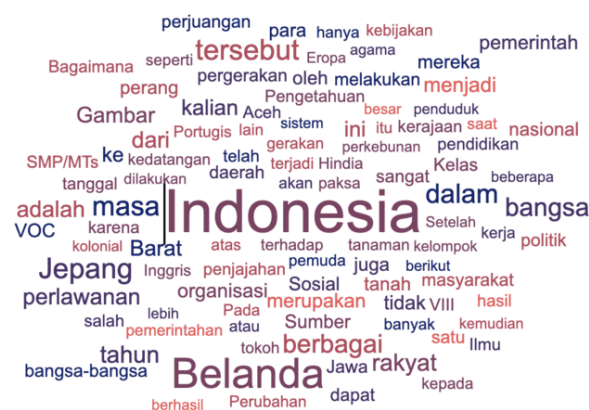 perjuangan para hanya kebijakan
seperti tersebut Eropa agama mereka pemerintah
Bagaimana pergerakan oleh melakukan menjadi
perang Pengetahuan
Gambar kalian Aceh besar penduduk
dari Portugis lain sistem ini itu kerajaan saat nasional
gerakan perkebunan pendidikan
SMP/MTs ke kedatangan telah terjadi Hindia Kelas
tanggal dilakukan daerah akan paksa sangat beberapa
adalah masa Indonesia dalam bangsa
VOC karena Setelah kerja politik
kolonial Barat atas terhadap tanaman kelompok
Jepang Inggris penjajahan pemuda juga berikut
perlawanan organisasi Sosial tanah masyarakat
salah lebih Pada merupakan tidak VIII hasil
pemerintahan atau Sumber banyak satu kemudian
tahun tokoh berbagai Ilmu
bangsa-bangsa Belanda Jawa rakyat kepada
berhasil Perubahan dapat